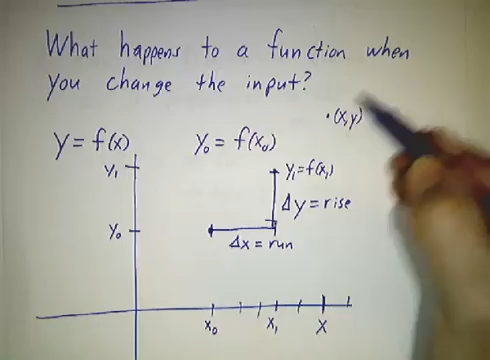 What happens to a function when
you change the input?
• (x,y)
y = f(x)
y₀ = f(x₀)
y₁
y₁ = f(x₁)
Δy = rise
y₀
Δx = run
x₀
x₁
x